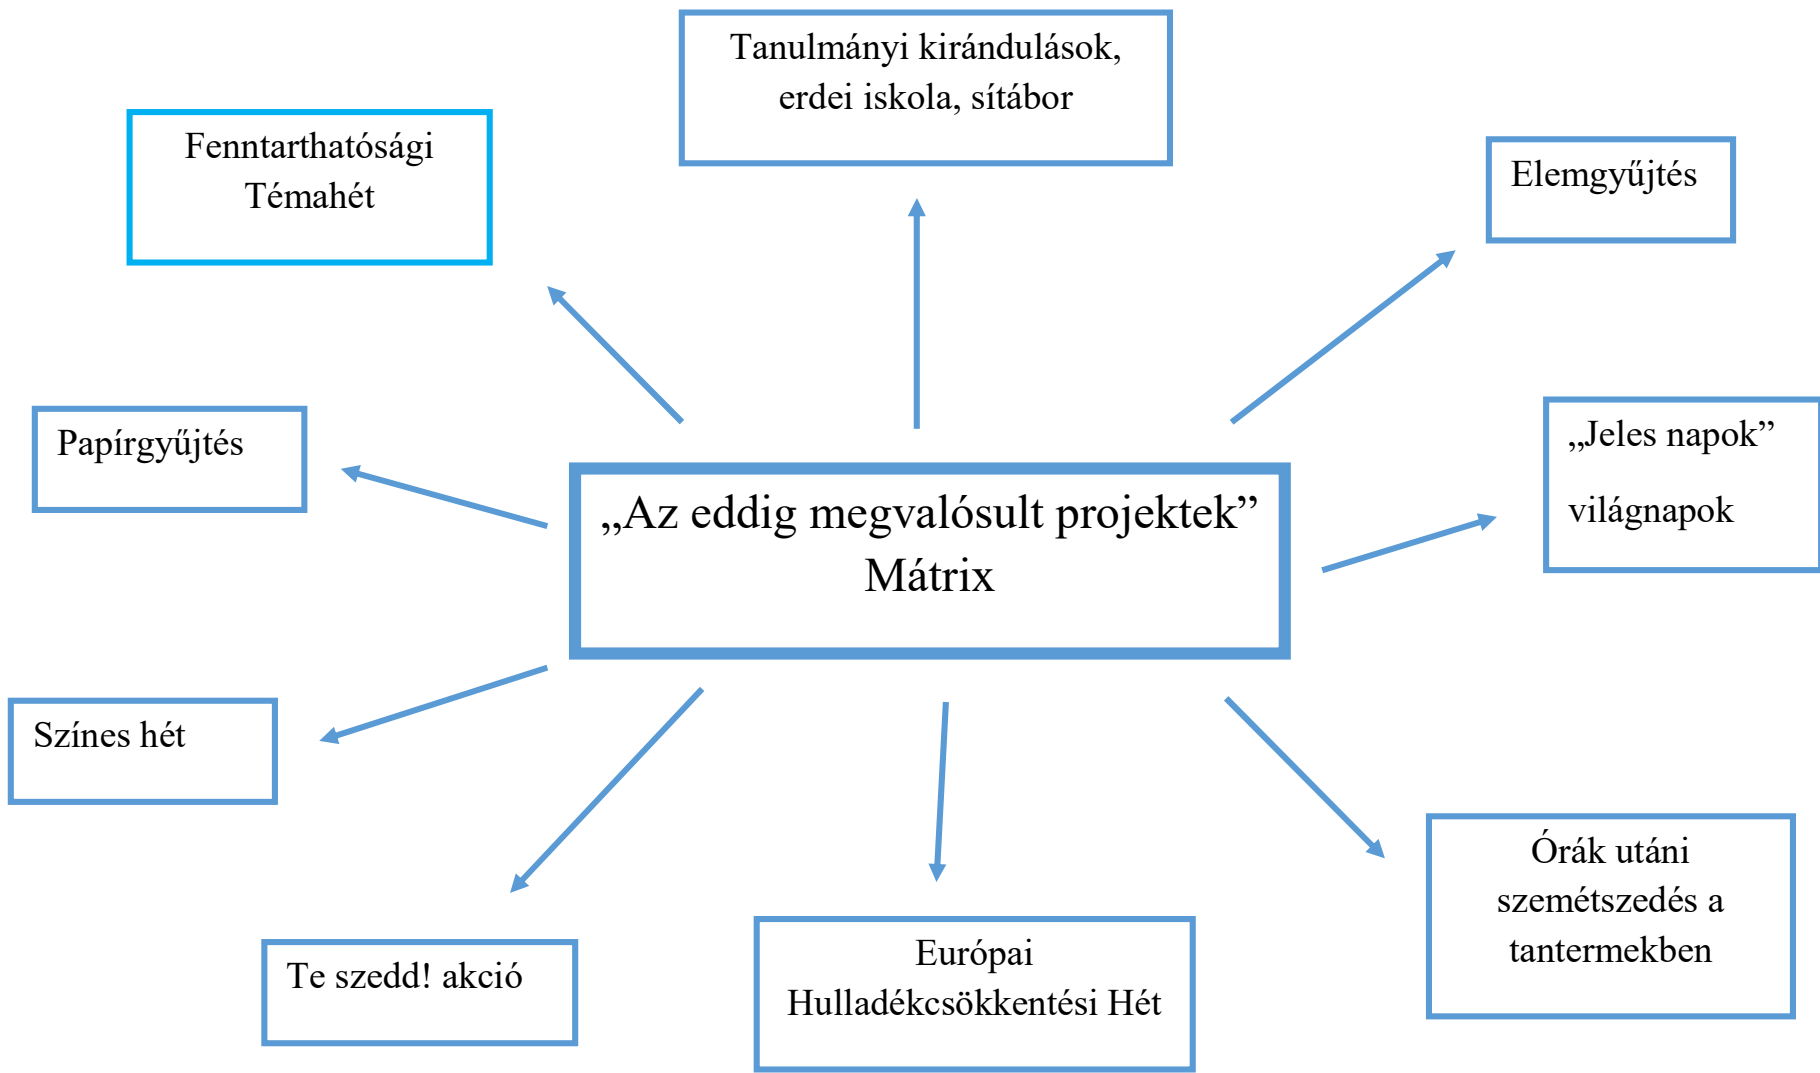 Tanulmányi kirándulások,
erdei iskola, sítábor
Fenntarthatósági
Témahét
Elemgyűjtés
Papírgyűjtés
„Jeles napok”
világnapok
„Az eddig megvalósult projektek”
Mátrix
Színes hét
Órák utáni
szemétszedés a
tantermekben
Te szedd! akció
Európai
Hulladékcsökkentési Hét